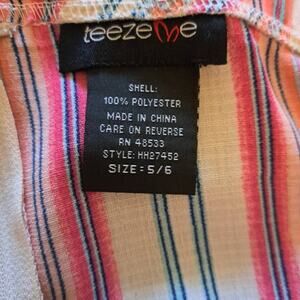 teezeme
SHELL:
100% POLYESTER
MADE IN CHINA
CARE ON REVERSE
RN 48533
STYLE: HH27452
SIZE: 5/6